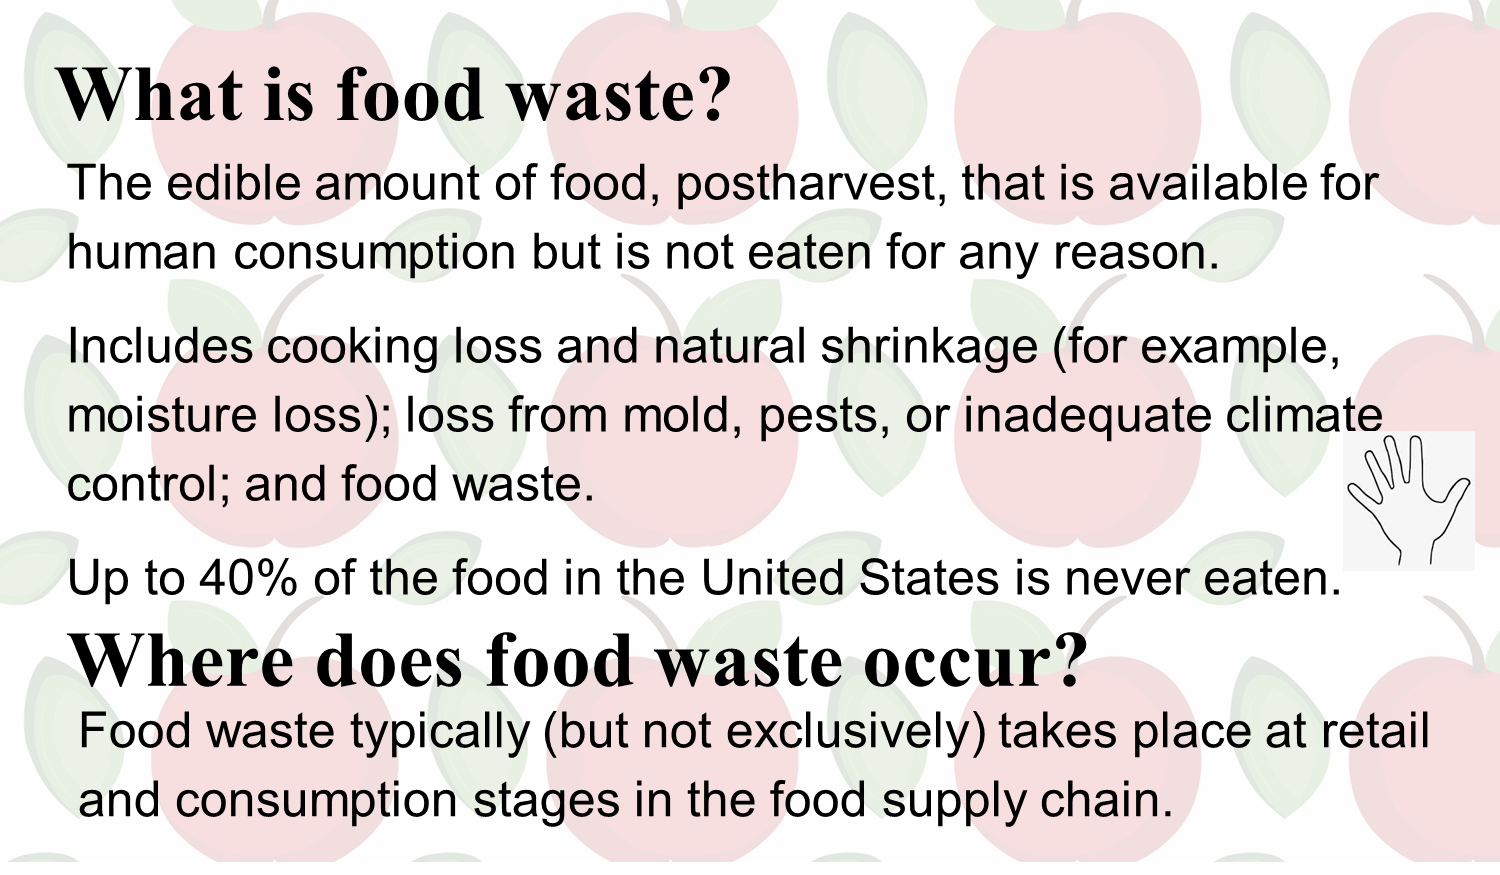 What is food waste?
The edible amount of food, postharvest, that is available for
human consumption but is not eaten for any reason.
Includes cooking loss and natural shrinkage (for example,
moisture loss); loss from mold, pests, or inadequate climate
control; and food waste.
Up to 40% of the food in the United States is never eaten.
Where does food waste occur?
Food waste typically (but not exclusively) takes place at retail
and consumption stages in the food supply chain.